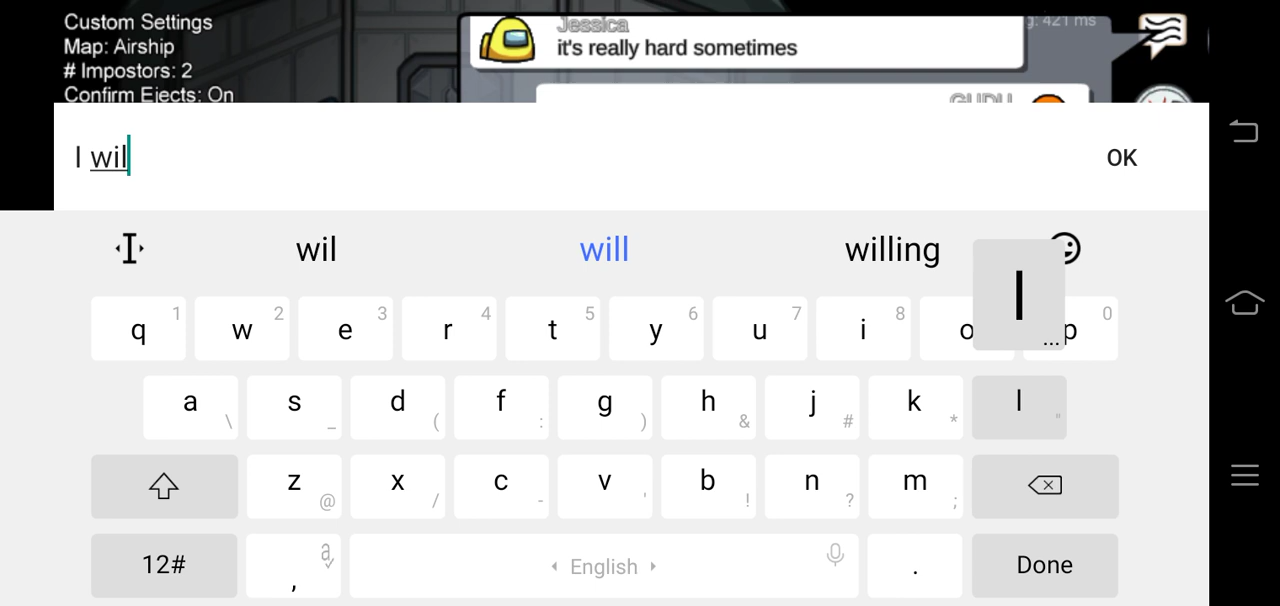 Custom Settings
Map: Airship
# Impostors: 2
Confirm Ejects: On
Jessica
g: 421 ms
it's really hard sometimes
GUDU
I wil
OK
wil will willing
l
q 1 w 2 e 3 r 4 t 5 y 6 u 7 i 8 o ... p 0
a \ s _ d ( f : g ) h & j # k * l "
z @ x / c - v ' b ! n ? m ;
12# , a English . Done